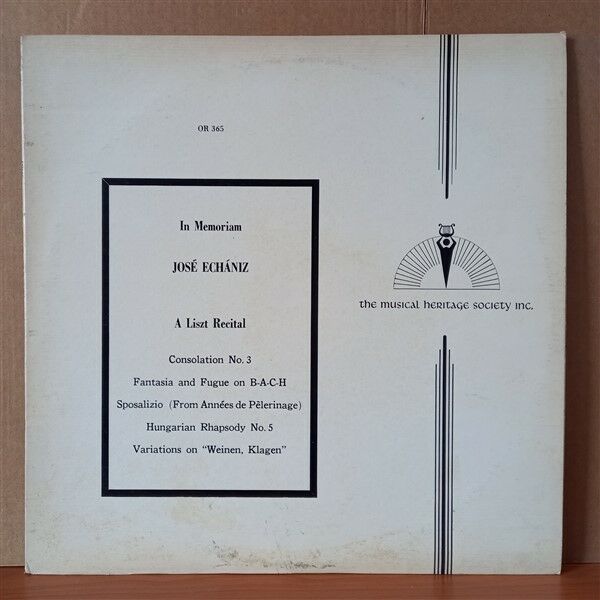 OR 365
In Memoriam
JOSÉ ECHÁNIZ
A Liszt Recital
Consolation No. 3
Fantasia and Fugue on B-A-C-H
Sposalizio (From Années de Pêlerinage)
Hungarian Rhapsody No. 5
Variations on “Weinen, Klagen”
the musical heritage society inc.